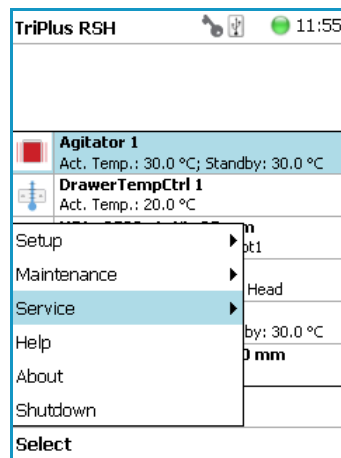 TriPlus RSH 11:55
Agitator 1
Act. Temp.: 30.0 °C; Standby: 30.0 °C
DrawerTempCtrl 1
Act. Temp.: 20.0 °C
Setup
Maintenance
Head
Service
by: 30.0 °C
Help
mm
About
Shutdown
Select